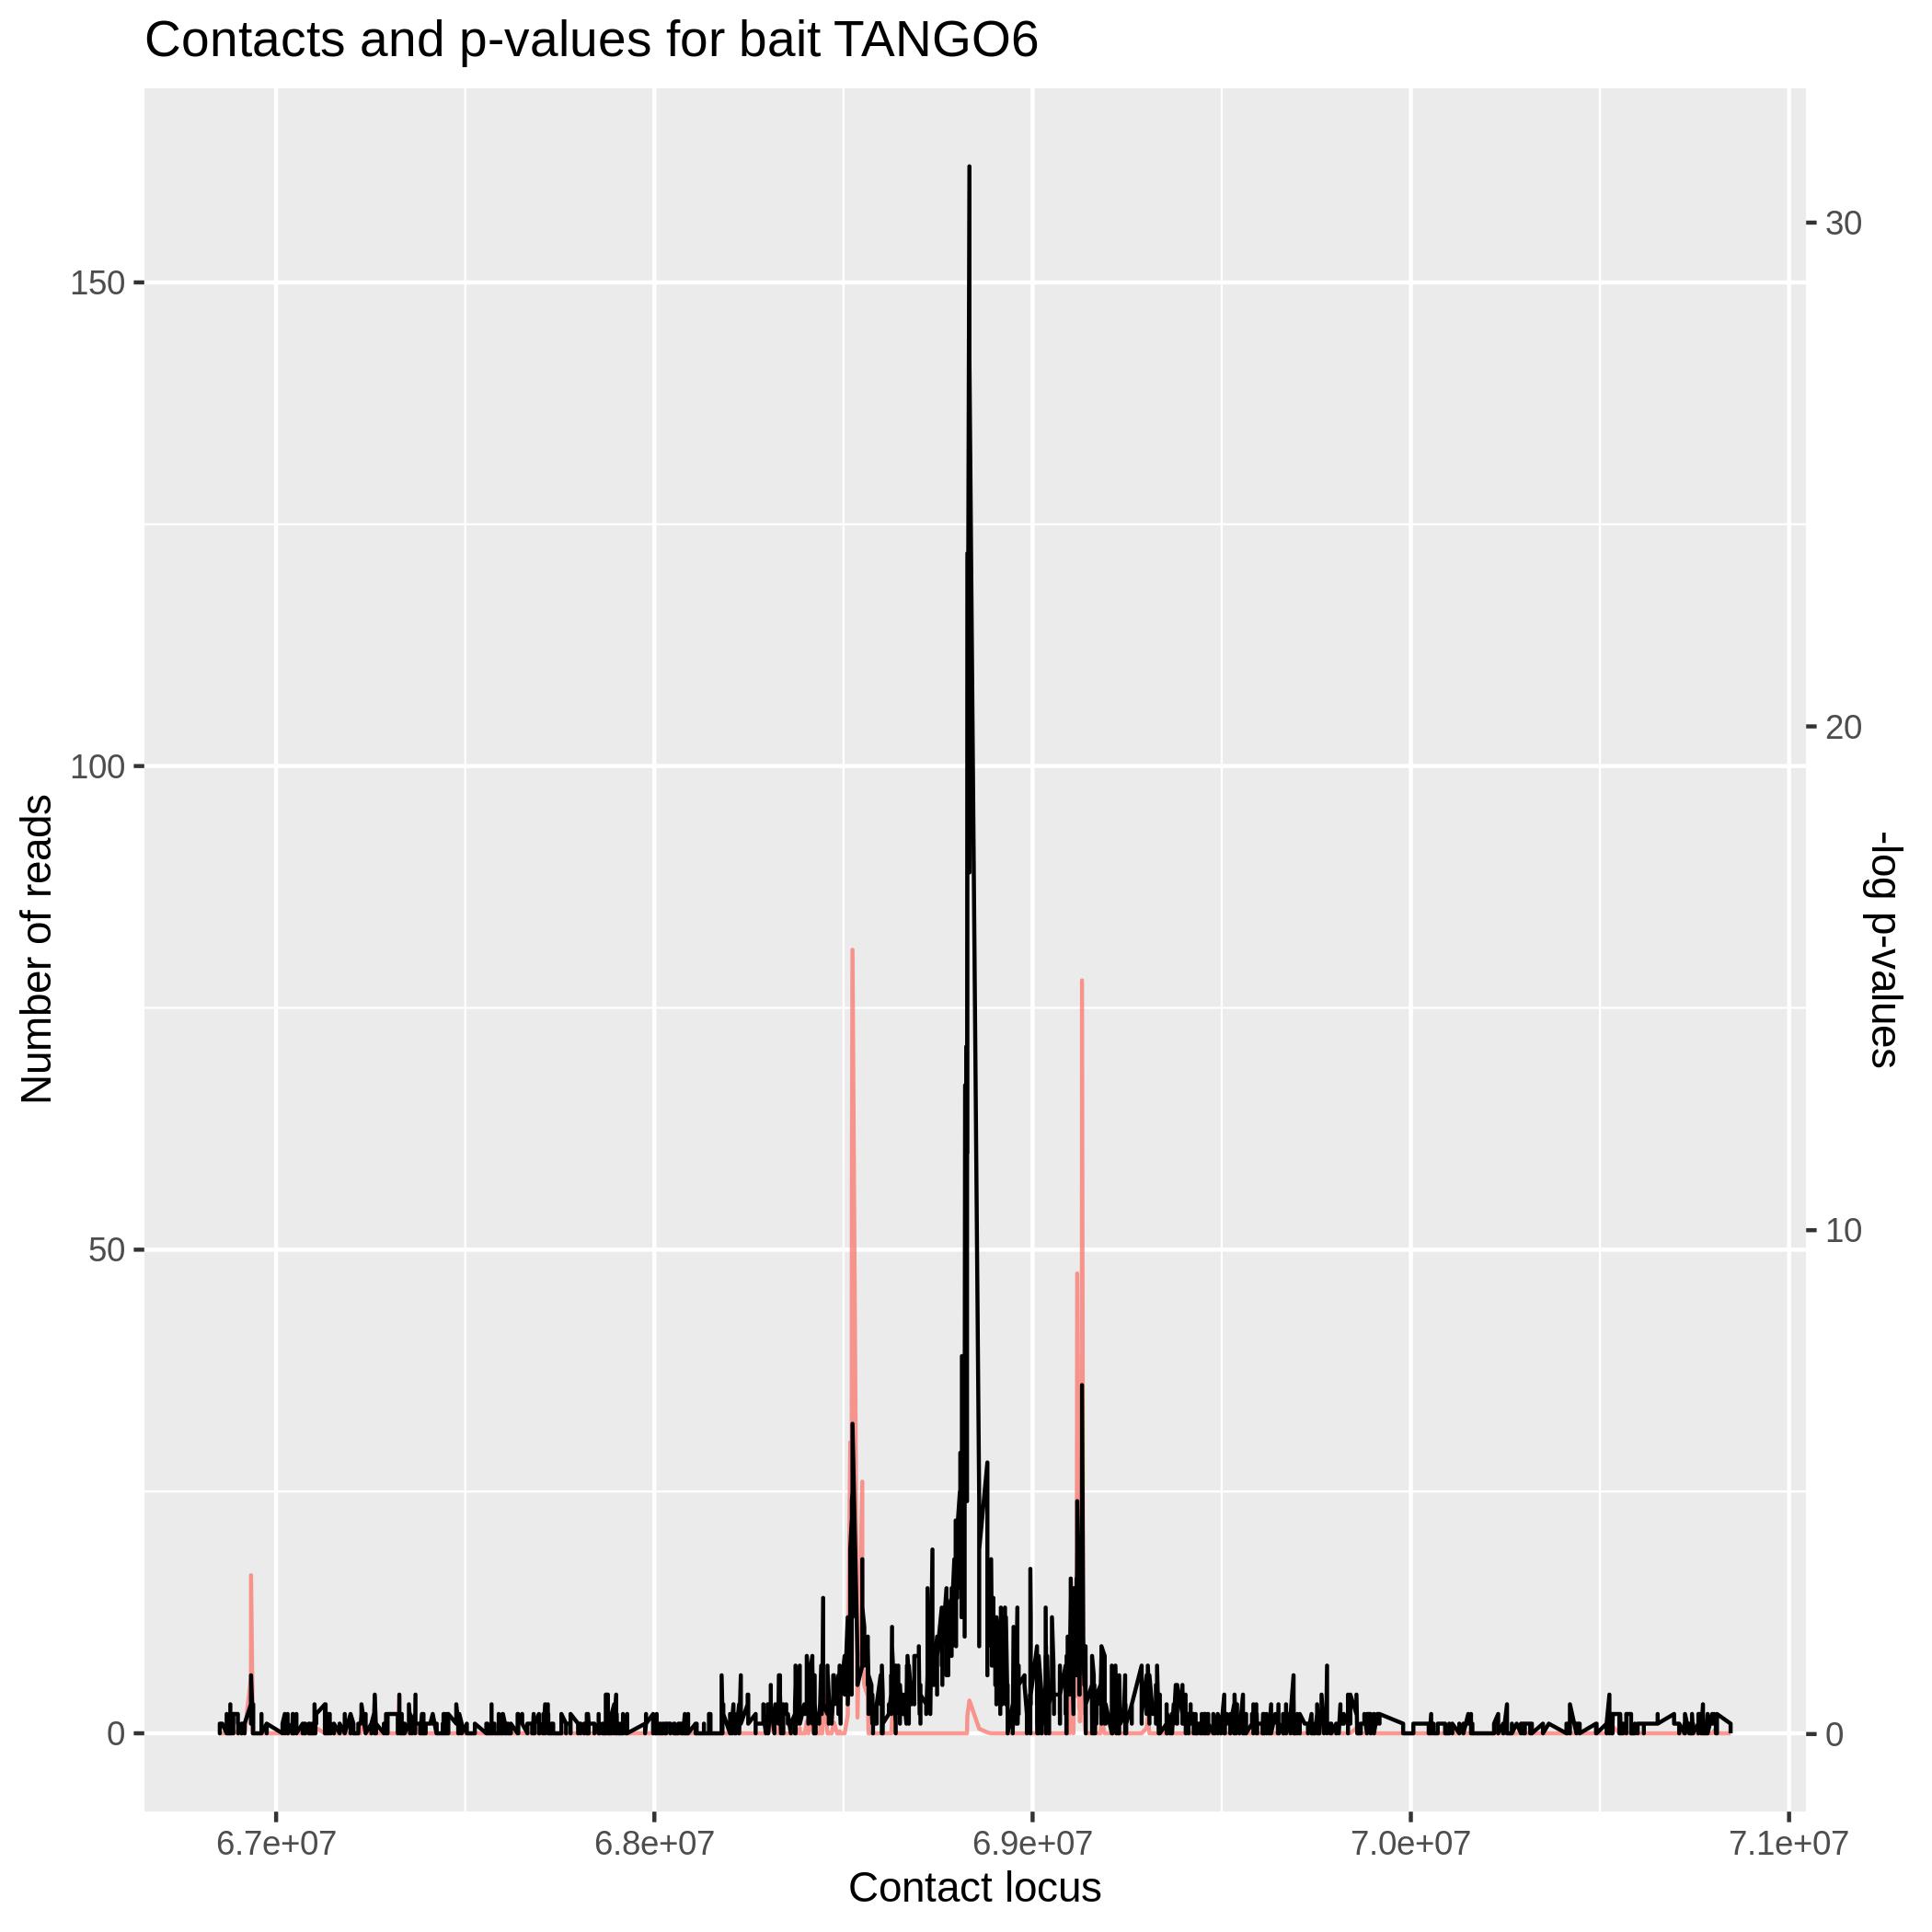 Contacts and p-values for bait TANGO6
150
100
50
0
Number of reads
30
20
10
0
-log p-values
6.7e+07
6.8e+07
6.9e+07
7.0e+07
7.1e+07
Contact locus